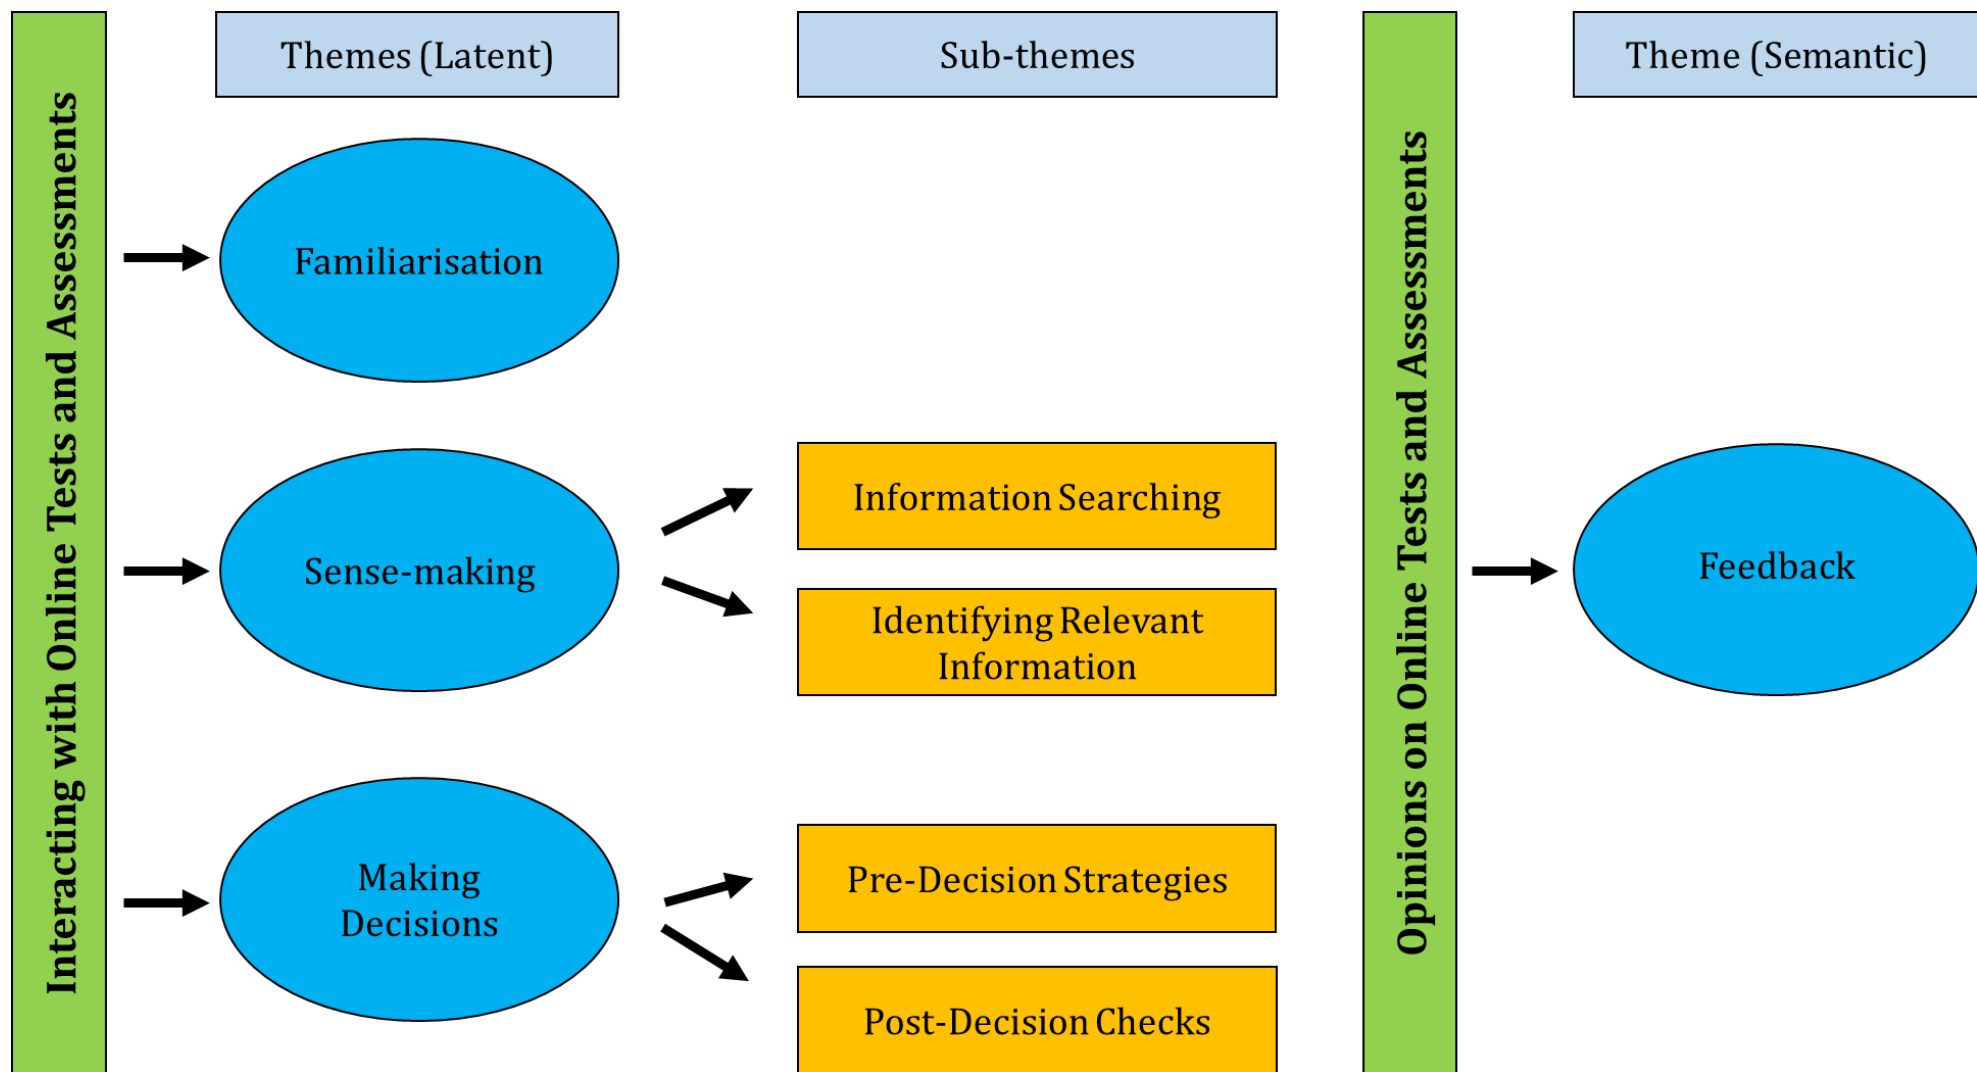 Interacting with Online Tests and Assessments
Themes (Latent)
Sub-themes
Familiarisation
Sense-making
Information Searching
Identifying Relevant
Information
Making
Decisions
Pre-Decision Strategies
Post-Decision Checks
Opinions on Online Tests and Assessments
Theme (Semantic)
Feedback